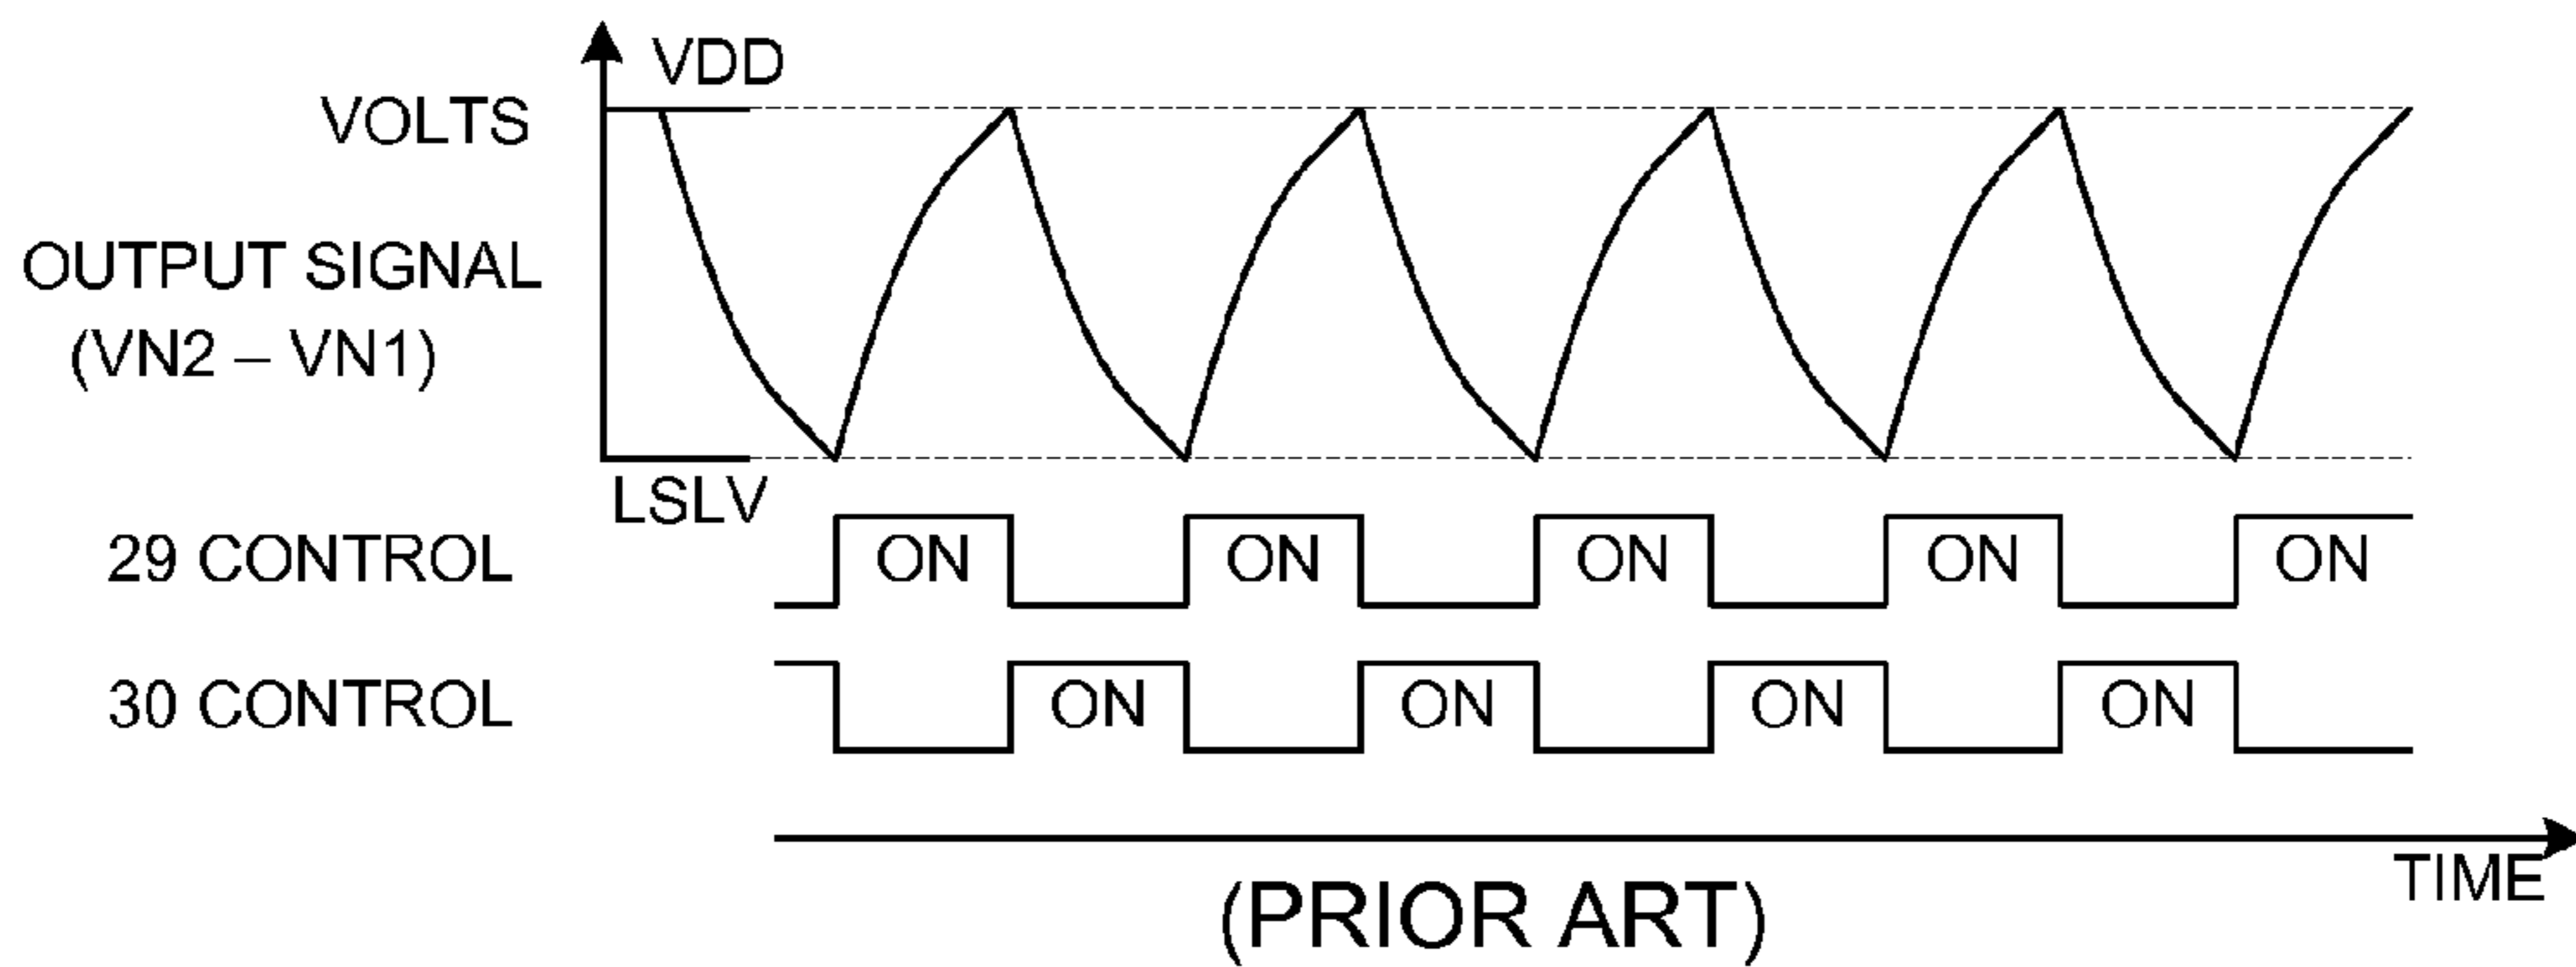 VDD
VOLTS
OUTPUT SIGNAL
(VN2 – VN1)
LSLV
29 CONTROL
ON ON ON ON ON
30 CONTROL
ON ON ON ON
TIME
(PRIOR ART)